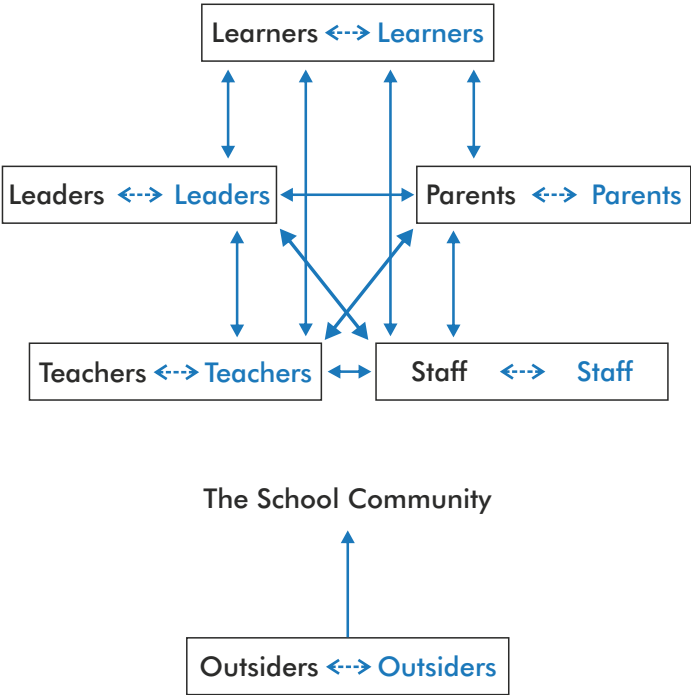 Learners Learners
Leaders Leaders
Parents Parents
Teachers Teachers
Staff Staff
The School Community
Outsiders Outsiders